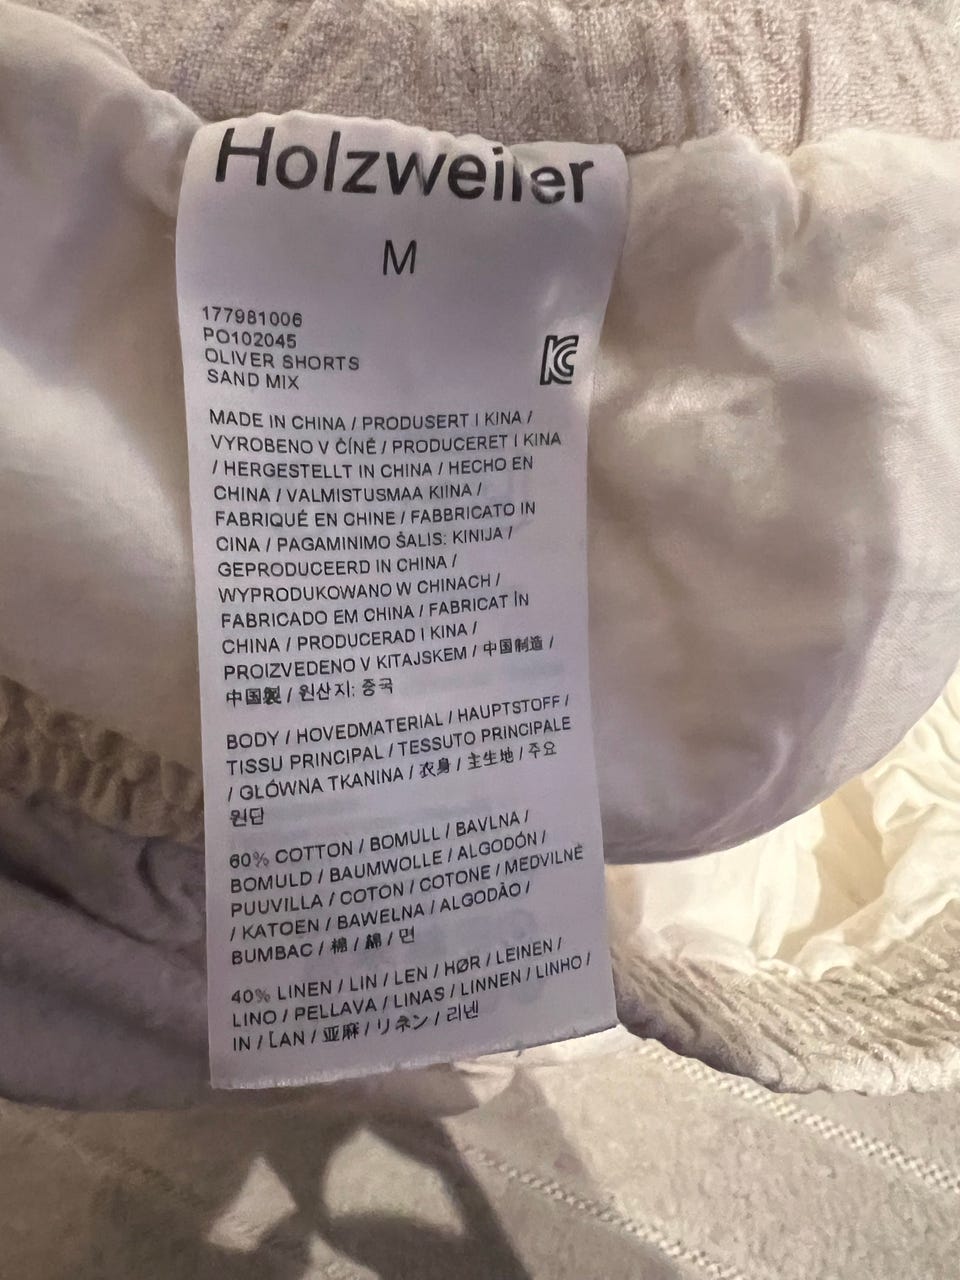 Holzweiler
M
177981006
PO102045
OLIVER SHORTS
SAND MIX
MADE IN CHINA / PRODUSERT I KINA /
VYROBENO V ČÍNĚ / PRODUCERET I KINA
/ HERGESTELLT IN CHINA / HECHO EN
CHINA / VALMISTUSMAA KIINA /
FABRIQUÉ EN CHINE / FABBRICATO IN
CINA / PAGAMINIMO ŠALIS: KINIJA /
GEPRODUCEERD IN CHINA /
WYPRODUKOWANO W CHINACH /
FABRICADO EM CHINA / FABRICAT ÎN
CHINA / PRODUCERAD I KINA /
PROIZVEDENO V KITAJSKEM / 中国制造 /
中国製 / 원산지: 중국
BODY / HOVEDMATERIAL / HAUPTSTOFF /
TISSU PRINCIPAL / TESSUTO PRINCIPALE
/ GLÓWNA TKANINA / 衣身 / 主生地 / 주요
원단
60% COTTON / BOMULL / BAVLNA /
BOMULD / BAUMWOLLE / ALGODÓN /
PUUVILLA / COTON / COTONE / MEDVILNĖ
/ KATOEN / BAWELNA / ALGODÃO /
BUMBAC / 棉 / 綿 / 면
40% LINEN / LIN / LEN / HØR / LEINEN /
LINO / PELLAVA / LINAS / LINNEN / LINHO /
IN / LAN / 亚麻 / リネン / 리넨